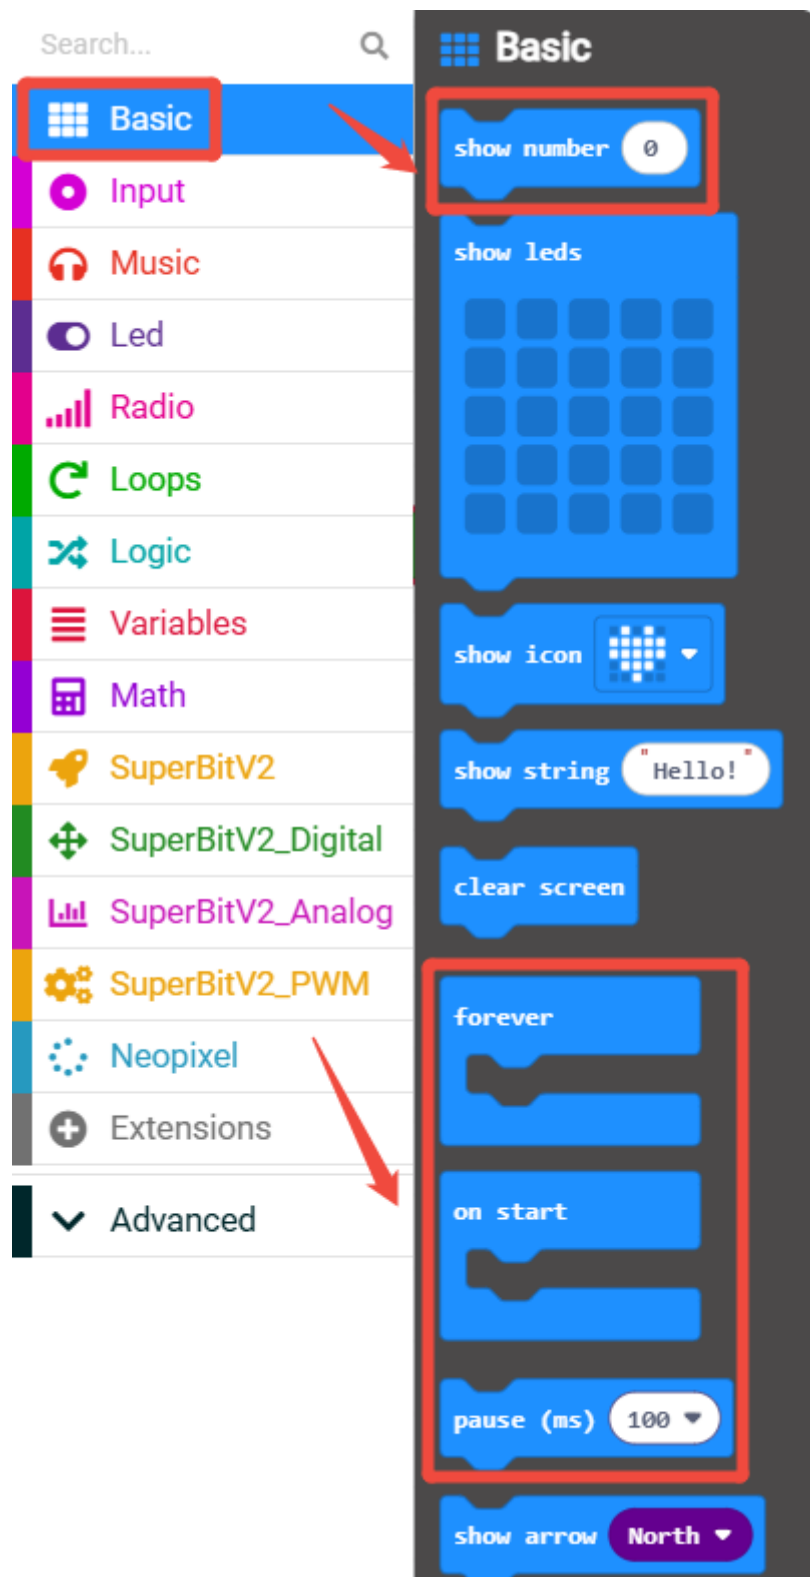 Search...
Basic
Input
Music
Led
Radio
Loops
Logic
Variables
Math
SuperBitV2
SuperBitV2_Digital
SuperBitV2_Analog
SuperBitV2_PWM
Neopixel
Extensions
Advanced
Basic
show number 0
show leds
show icon
show string "Hello!"
clear screen
forever
on start
pause (ms) 100
show arrow North